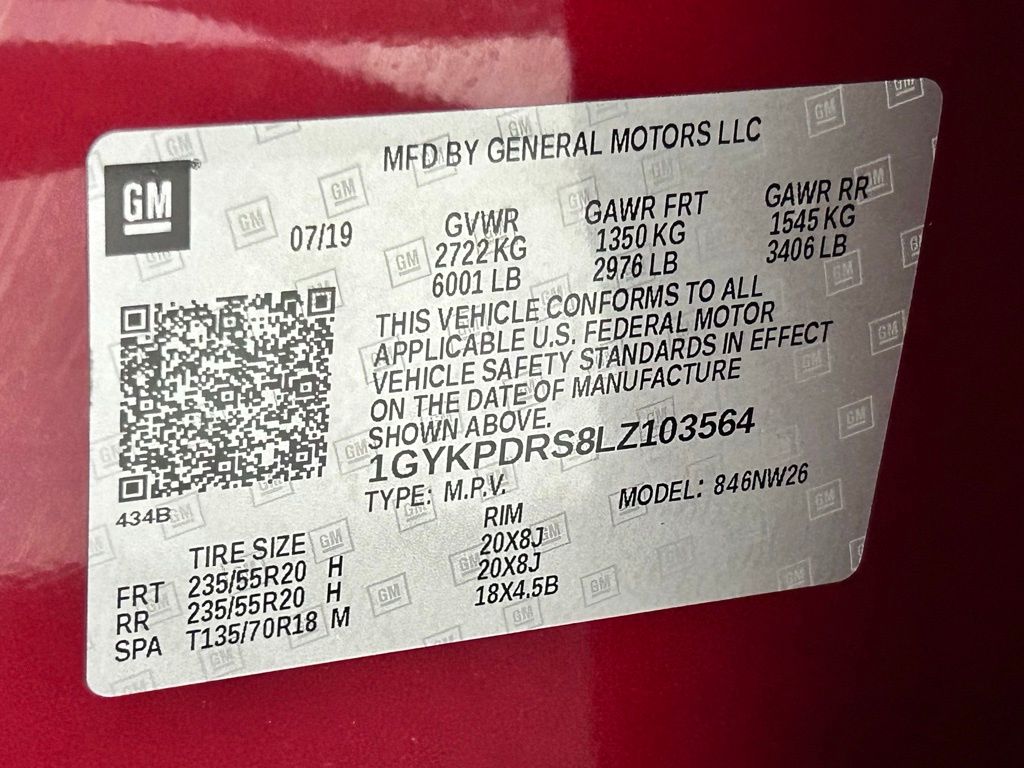 MFD BY GENERAL MOTORS LLC
GM
07/19
GVWR GAWR FRT GAWR RR
2722 KG 1350 KG 1545 KG
6001 LB 2976 LB 3406 LB
THIS VEHICLE CONFORMS TO ALL
APPLICABLE U.S. FEDERAL MOTOR
VEHICLE SAFETY STANDARDS IN EFFECT
ON THE DATE OF MANUFACTURE
SHOWN ABOVE.
1GYKPDRS8LZ103564
TYPE: M.P.V. MODEL: 846NW26
434B
TIRE SIZE RIM
FRT 235/55R20 H 20X8J
RR 235/55R20 H 20X8J
SPA T135/70R18 M 18X4.5B